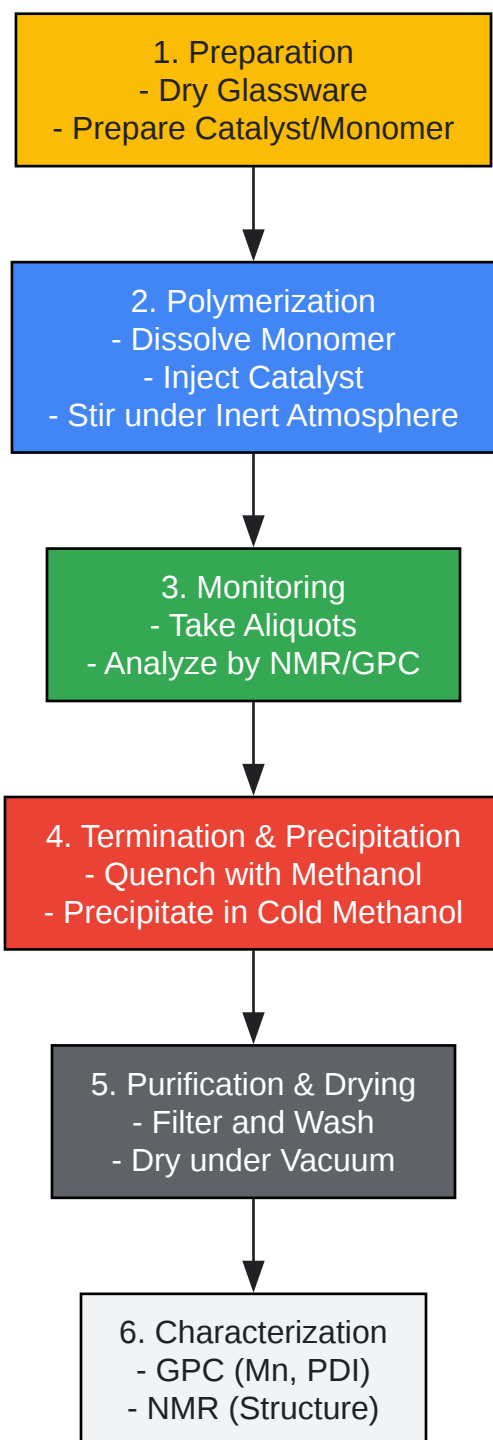 1. Preparation
- Dry Glassware
- Prepare Catalyst/Monomer
2. Polymerization
- Dissolve Monomer
- Inject Catalyst
- Stir under Inert Atmosphere
3. Monitoring
- Take Aliquots
- Analyze by NMR/GPC
4. Termination & Precipitation
- Quench with Methanol
- Precipitate in Cold Methanol
5. Purification & Drying
- Filter and Wash
- Dry under Vacuum
6. Characterization
- GPC (Mn, PDI)
- NMR (Structure)